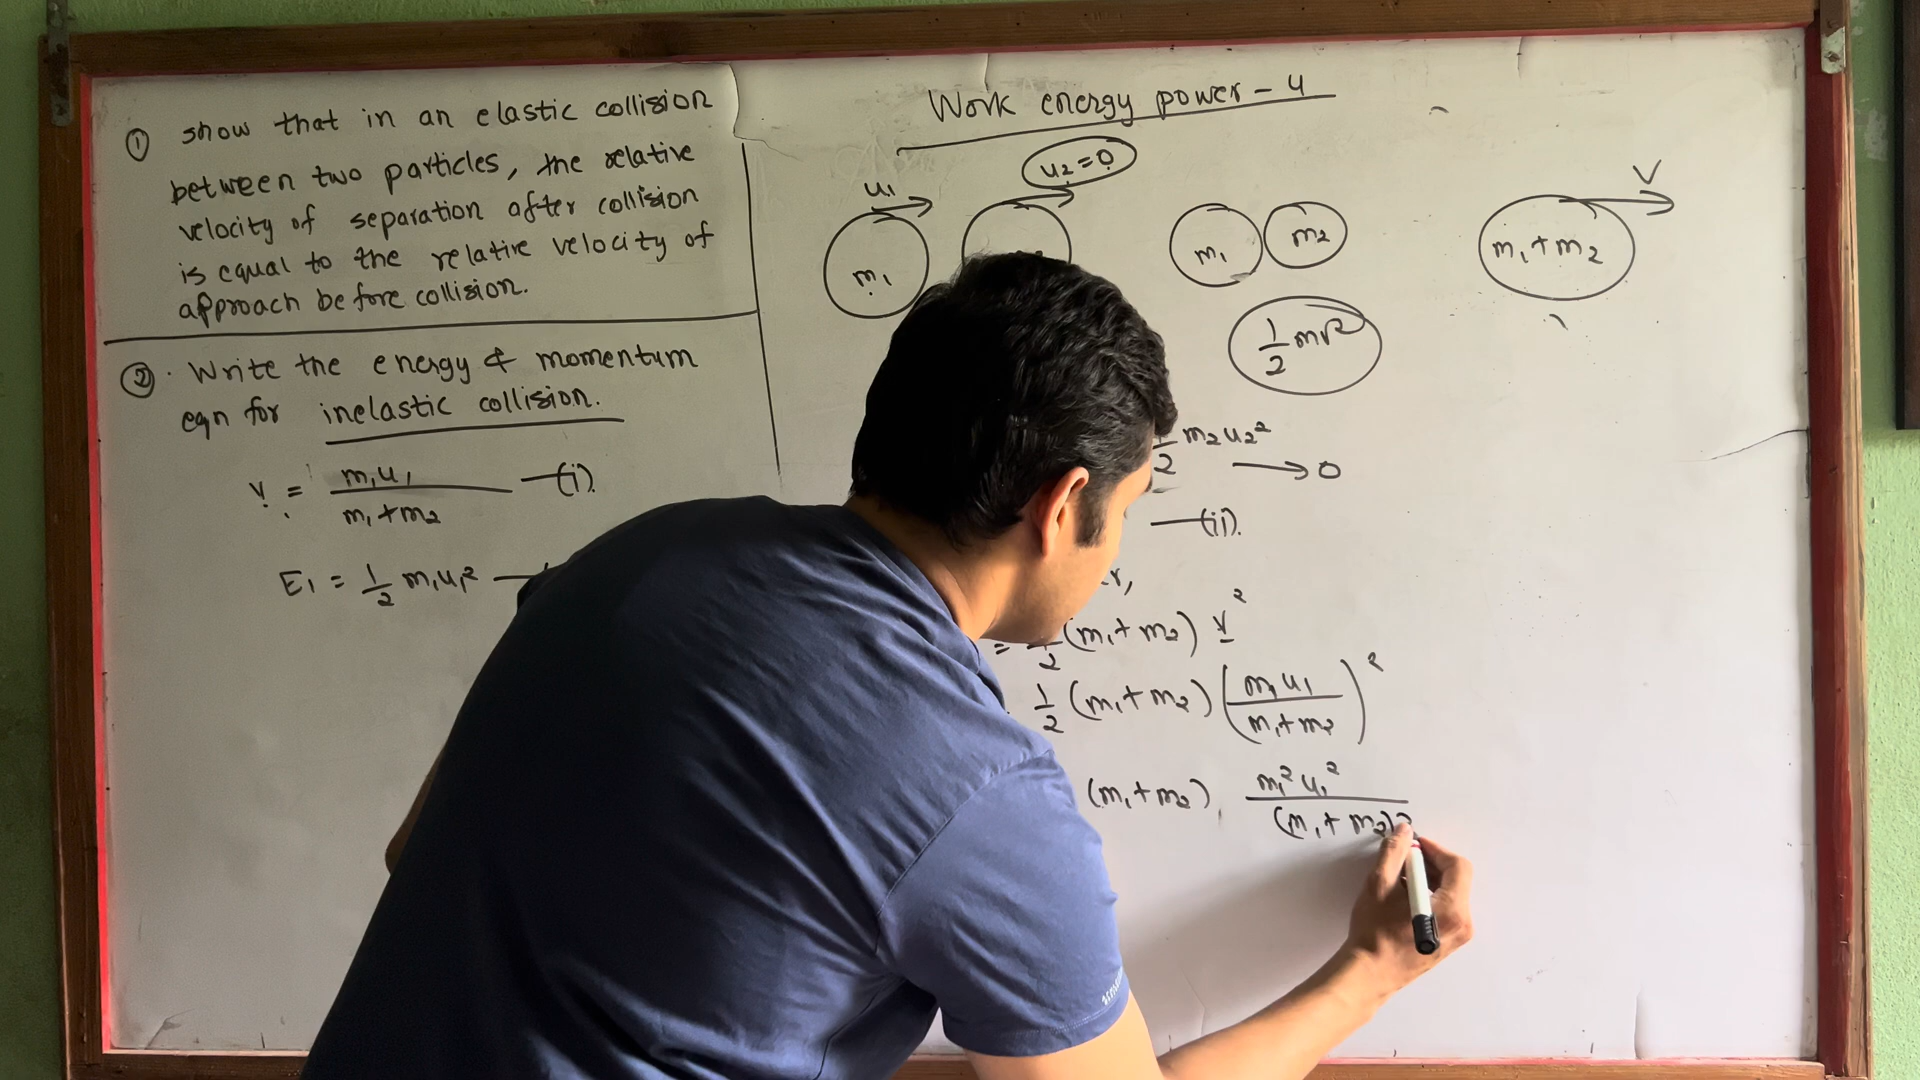 ① show that in an elastic collision
between two particles, the relative
velocity of separation after collision
is equal to the relative velocity of
approach before collision.
② . Write the energy & momentum
eqn for inelastic collision.
V = m₁u₁ / (m₁+m₂) —(i).
E₁ = 1/2 m₁u₁² —
Work energy power - 4
u₁
u₂=0
m₁
m₁
m₂
V
m₁+m₂
1/2 mv²
1/2 m₂u₂²
→ 0
—(ii).
r,
= 1/2 (m₁+m₂) V²
1/2 (m₁+m₂) (m₁u₁ / m₁+m₂)²
(m₁+m₂) . m₁²u₁² / (m₁+m₂)2